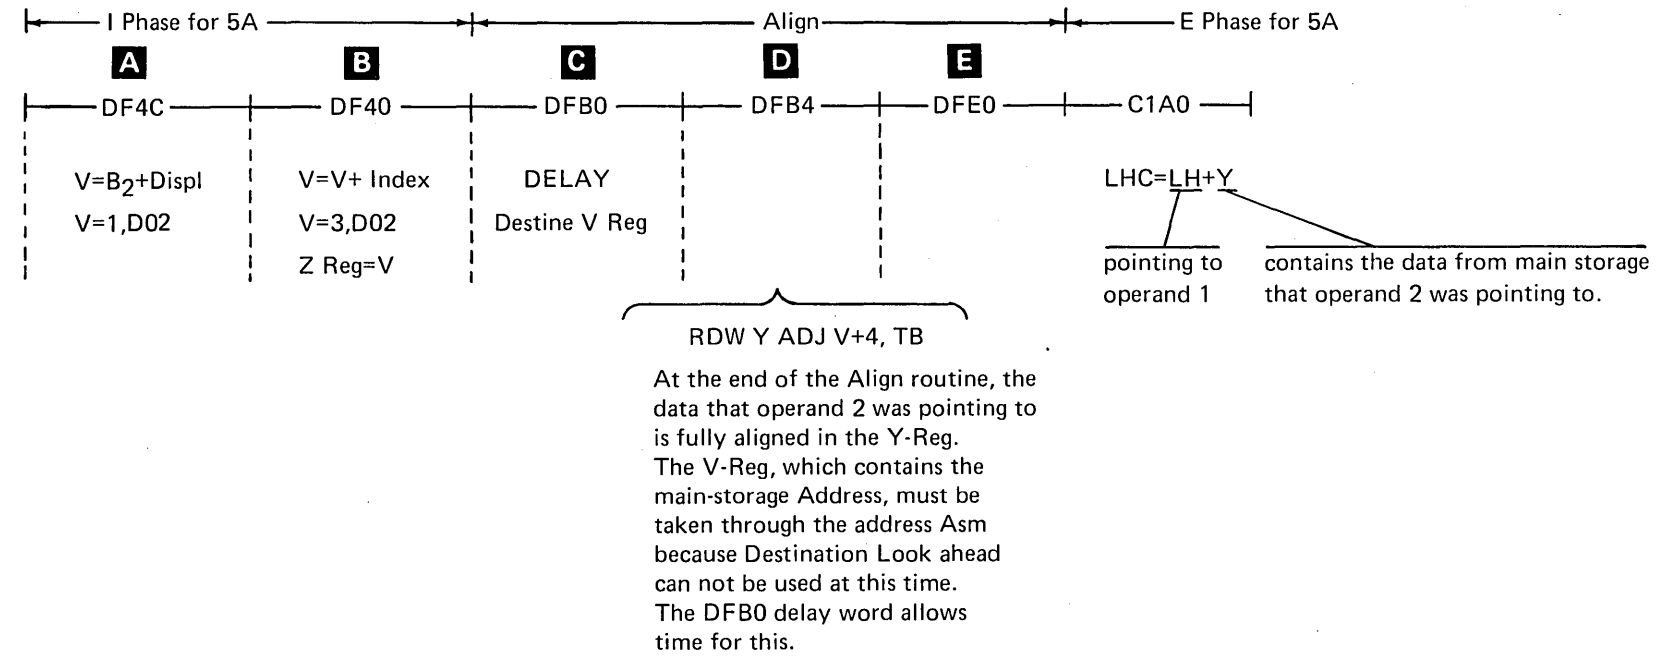 I Phase for 5A Align E Phase for 5A
A B C D E
DF4C DF40 DFB0 DFB4 DFE0 C1A0
V=B2+Displ V=V+ Index DELAY LHC=LH+Y
V=1,D02 V=3,D02 Destine V Reg
Z Reg=V
pointing to contains the data from main storage
operand 1 that operand 2 was pointing to.
RDW Y ADJ V+4, TB
At the end of the Align routine, the
data that operand 2 was pointing to
is fully aligned in the Y-Reg.
The V-Reg, which contains the
main-storage Address, must be
taken through the address Asm
because Destination Look ahead
can not be used at this time.
The DFB0 delay word allows
time for this.